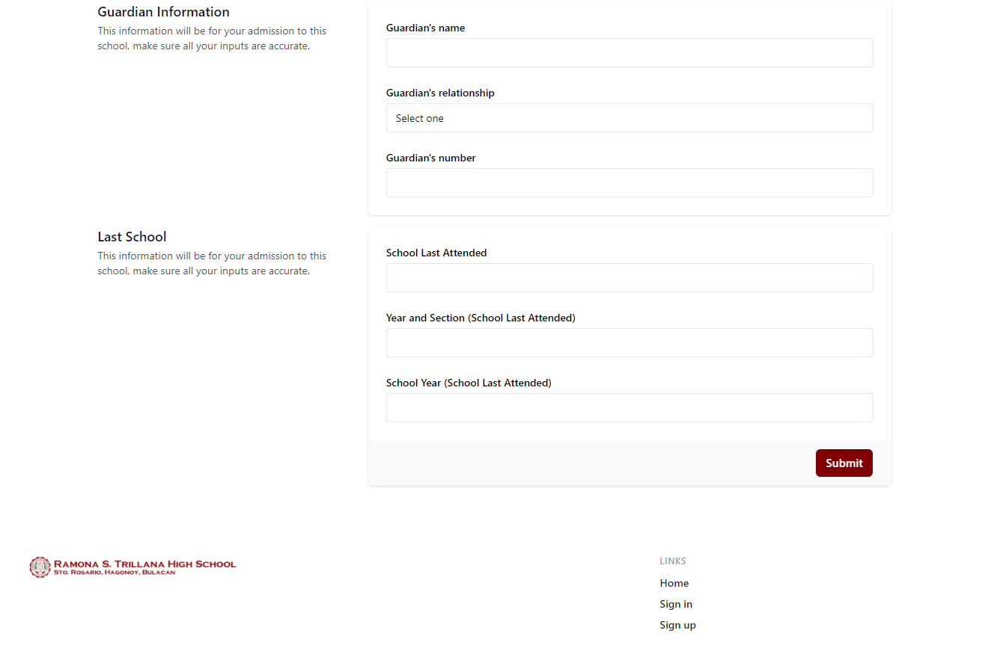 Guardian Information
This information will be for your admission to this
school, make sure all your inputs are accurate.
Guardian's name
Guardian's relationship
Select one
Guardian's number
Last School
This information will be for your admission to this
school, make sure all your inputs are accurate.
School Last Attended
Year and Section (School Last Attended)
School Year (School Last Attended)
Submit
Ramona S. Trillana High School
Sto. Rosario, Hagonoy, Bulacan
LINKS
Home
Sign in
Sign up